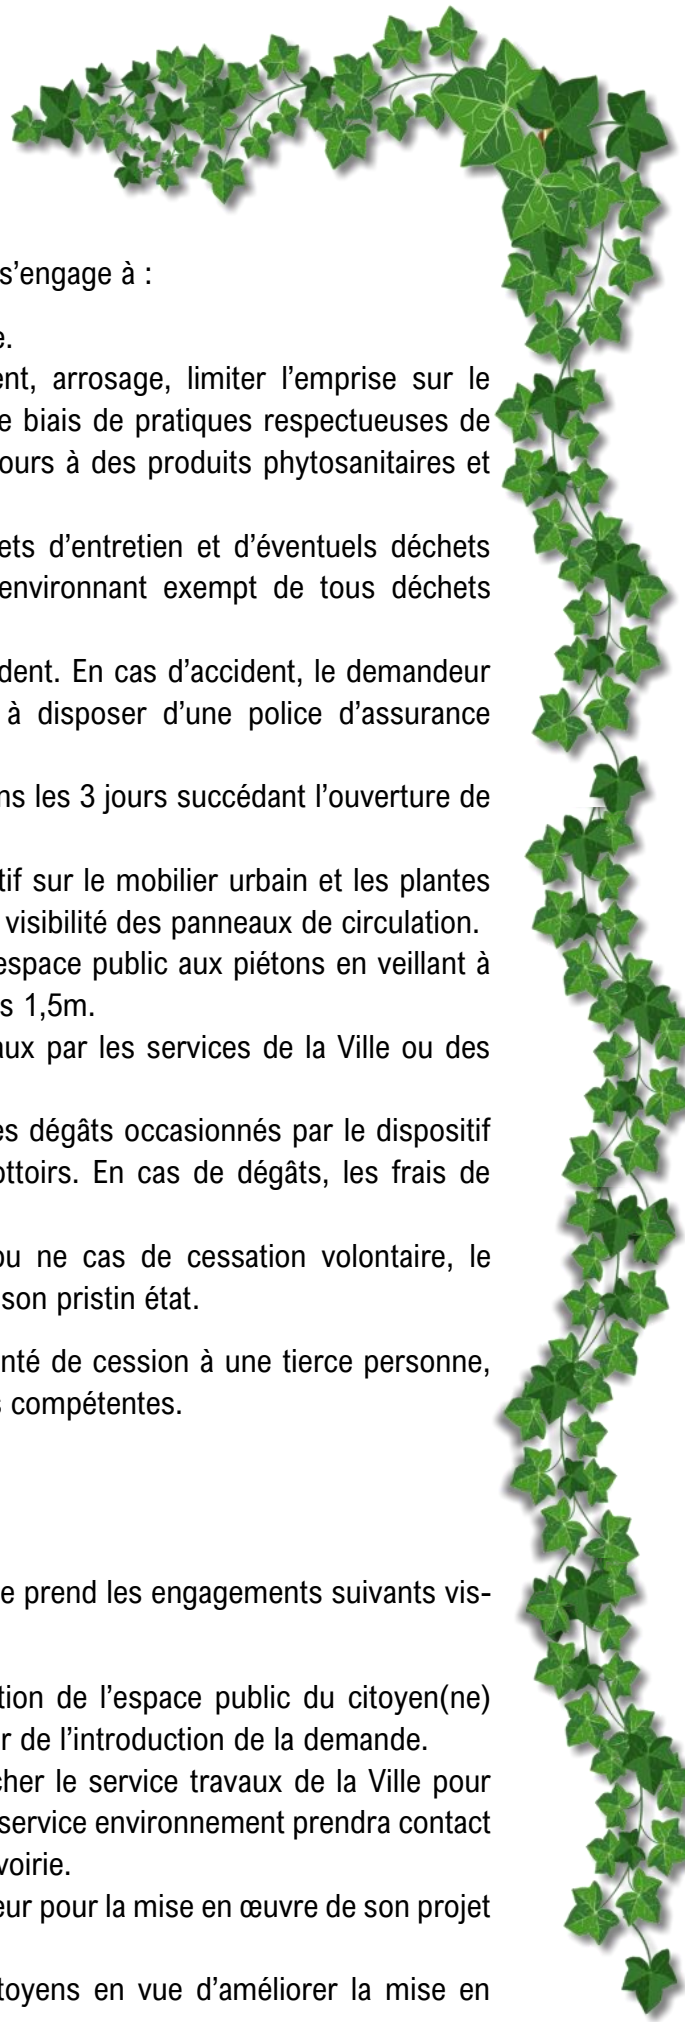 s’engage à :
e.
ent, arrosage, limiter l’emprise sur le
e biais de pratiques respectueuses de
ours à des produits phytosanitaires et
ets d’entretien et d’éventuels déchets
environnant exempt de tous déchets
dent. En cas d’accident, le demandeur
à disposer d’une police d’assurance
ns les 3 jours succédant l’ouverture de
tif sur le mobilier urbain et les plantes
visibilité des panneaux de circulation.
espace public aux piétons en veillant à
s 1,5m.
aux par les services de la Ville ou des
es dégâts occasionnés par le dispositif
ottoirs. En cas de dégâts, les frais de
ou ne cas de cessation volontaire, le
son pristin état.
nté de cession à une tierce personne,
s compétentes.
e prend les engagements suivants vis-
tion de l’espace public du citoyen(ne)
r de l’introduction de la demande.
cher le service travaux de la Ville pour
service environnement prendra contact
voirie.
eur pour la mise en œuvre de son projet
toyens en vue d’améliorer la mise en